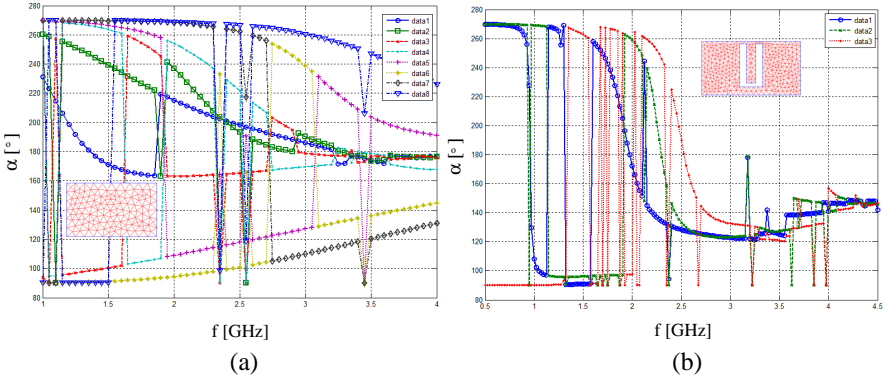 280
260
240
220
200
180
160
140
120
100
80
1
1.5
2
2.5
3
3.5
4
α [°]
f [GHz]
data1
data2
data3
data4
data5
data6
data7
data8
(a)
280
260
240
220
200
180
160
140
120
100
80
0.5
1
1.5
2
2.5
3
3.5
4
4.5
α [°]
f [GHz]
data1
data2
data3
(b)